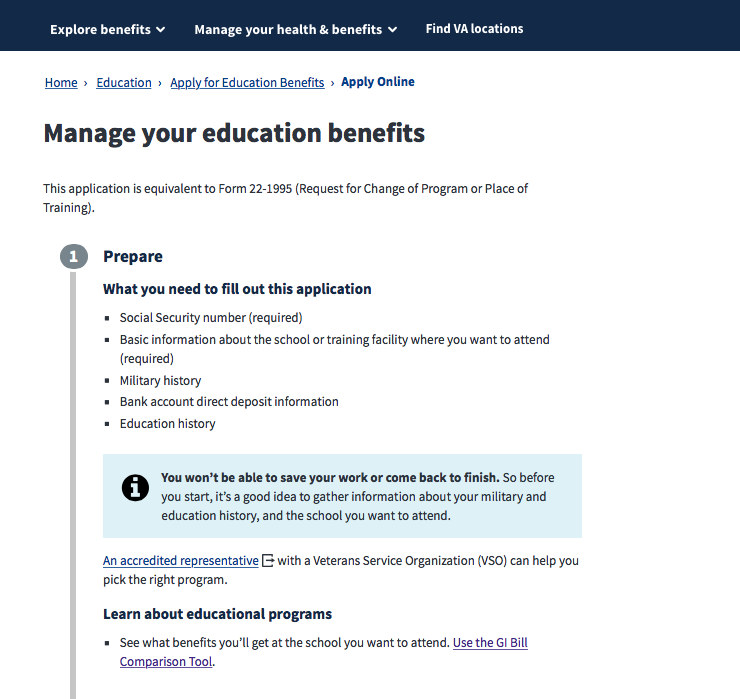 Explore benefits Manage your health & benefits Find VA locations
Home › Education › Apply for Education Benefits › Apply Online
Manage your education benefits
This application is equivalent to Form 22-1995 (Request for Change of Program or Place of
Training).
1 Prepare
What you need to fill out this application
Social Security number (required)
Basic information about the school or training facility where you want to attend
(required)
Military history
Bank account direct deposit information
Education history
You won’t be able to save your work or come back to finish. So before
you start, it’s a good idea to gather information about your military and
education history, and the school you want to attend.
An accredited representative with a Veterans Service Organization (VSO) can help you
pick the right program.
Learn about educational programs
See what benefits you’ll get at the school you want to attend. Use the GI Bill
Comparison Tool.